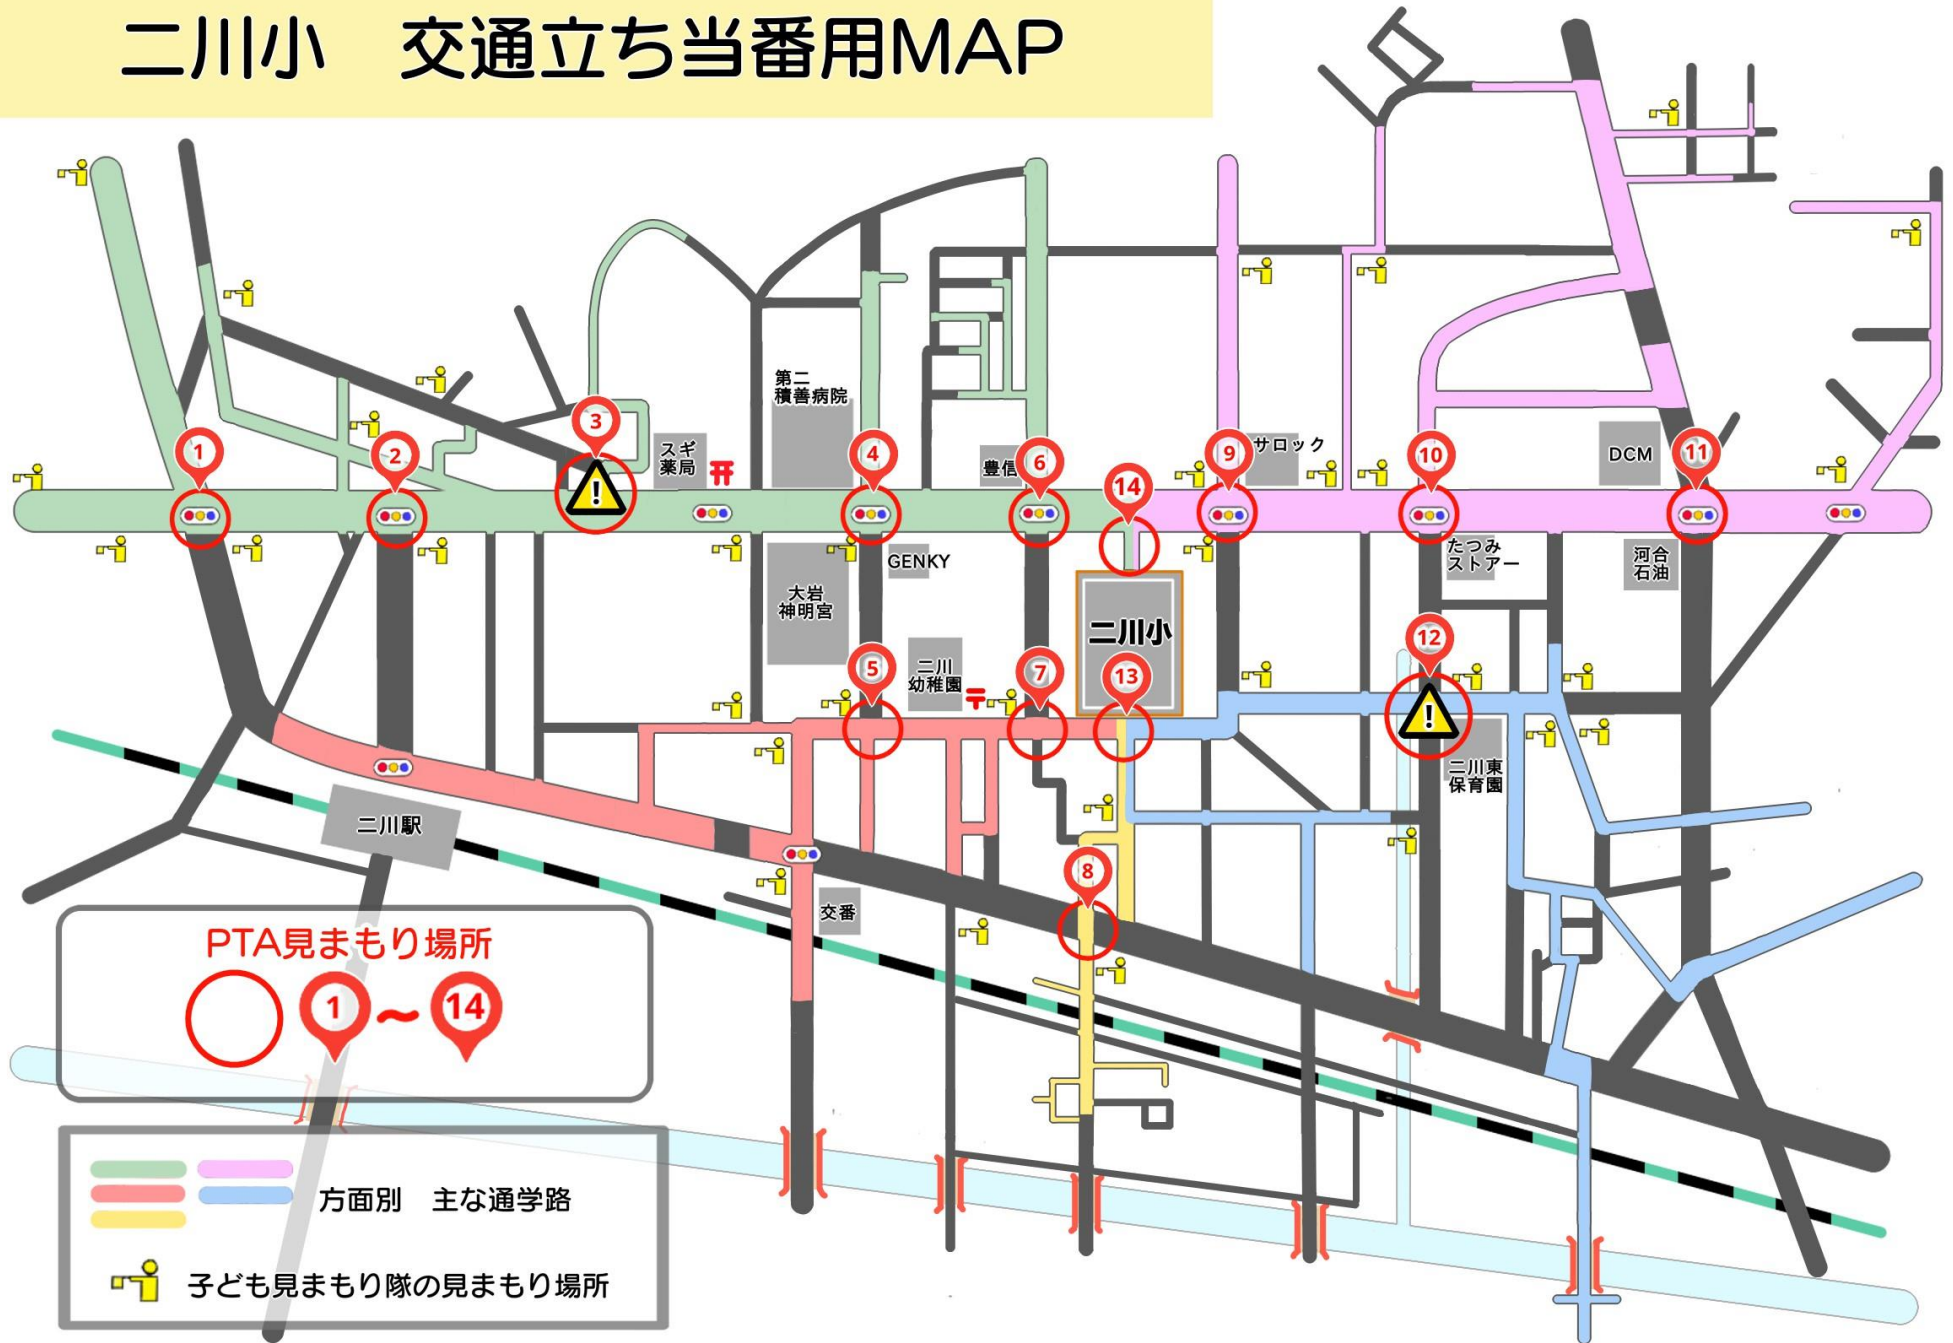 二川小　交通立ち当番用MAP
1
2
3
スギ
薬局
第二
積善病院
4
豊信
6
14
9
サロック
10
DCM
11
大岩
神明宮
GENKY
二川小
たつみ
ストアー
河合
石油
5
二川
幼稚園
7
13
12
二川東
保育園
二川駅
8
交番
PTA見まもり場所
1～14
方面別　主な通学路
子ども見まもり隊の見まもり場所